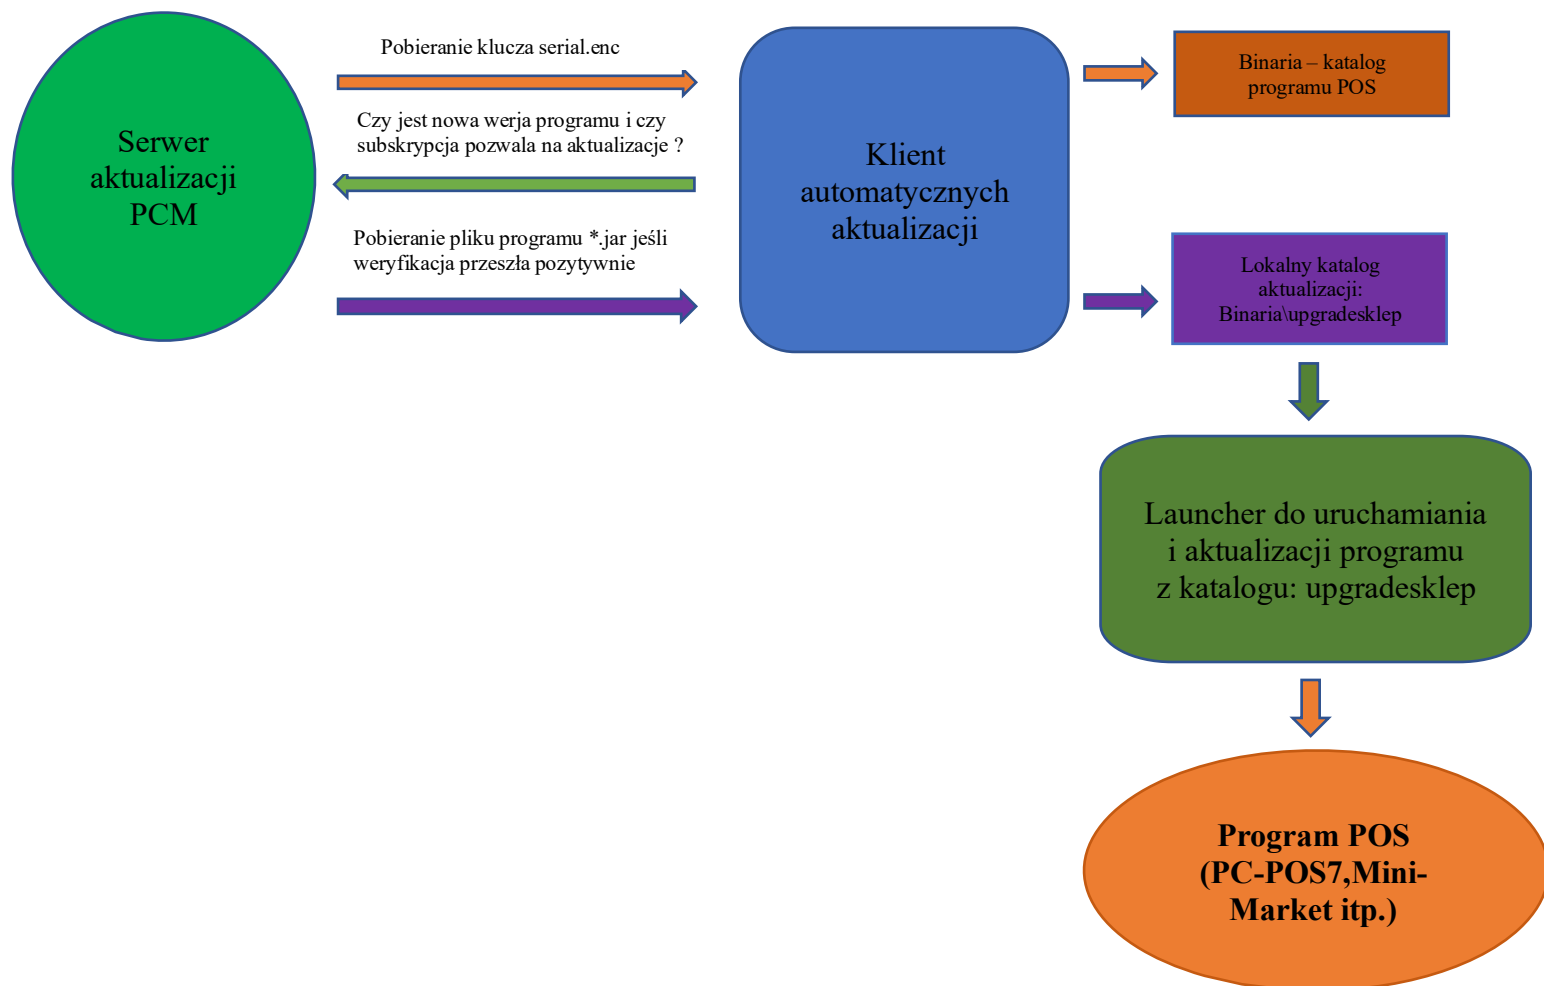 Serwer
aktualizacji
PCM
Pobieranie klucza serial.enc
Czy jest nowa werja programu i czy
subskrypcja pozwala na aktualizacje ?
Pobieranie pliku programu *.jar jeśli
weryfikacja przeszła pozytywnie
Klient
automatycznych
aktualizacji
Binaria – katalog
programu POS
Lokalny katalog
aktualizacji:
Binaria\upgradesklep
Launcher do uruchamiania
i aktualizacji programu
z katalogu: upgradesklep
Program POS
(PC-POS7,Mini-
Market itp.)